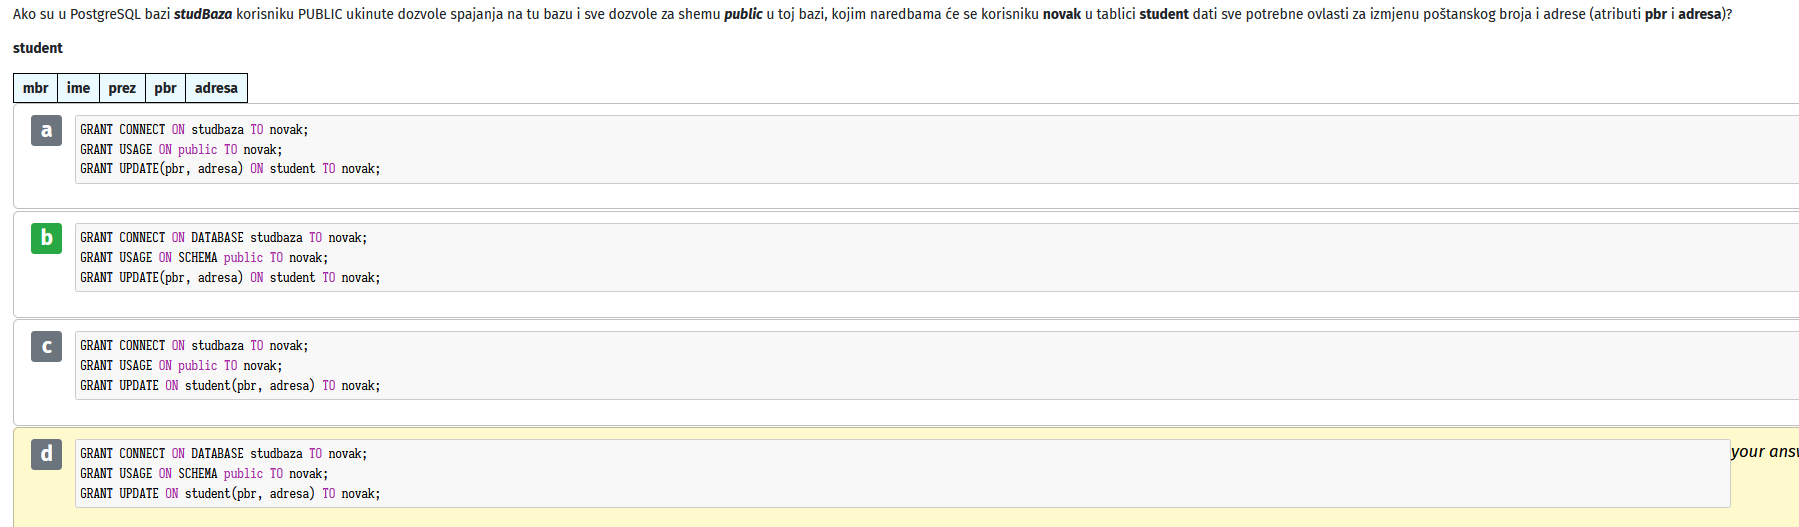 Ako su u PostgreSQL bazi studBaza korisniku PUBLIC ukinute dozvole spajanja na tu bazu i sve dozvole za shemu public u toj bazi, kojim naredbama će se korisniku novak u tablici student dati sve potrebne ovlasti za izmjenu poštanskog broja i adrese (atributi pbr i adresa)?
student
mbr ime prez pbr adresa
a
GRANT CONNECT ON studbaza TO novak;
GRANT USAGE ON public TO novak;
GRANT UPDATE(pbr, adresa) ON student TO novak;
b
GRANT CONNECT ON DATABASE studbaza TO novak;
GRANT USAGE ON SCHEMA public TO novak;
GRANT UPDATE(pbr, adresa) ON student TO novak;
c
GRANT CONNECT ON studbaza TO novak;
GRANT USAGE ON public TO novak;
GRANT UPDATE ON student(pbr, adresa) TO novak;
d
GRANT CONNECT ON DATABASE studbaza TO novak;
your
GRANT USAGE ON SCHEMA public TO novak;
GRANT UPDATE ON student(pbr, adresa) TO novak;